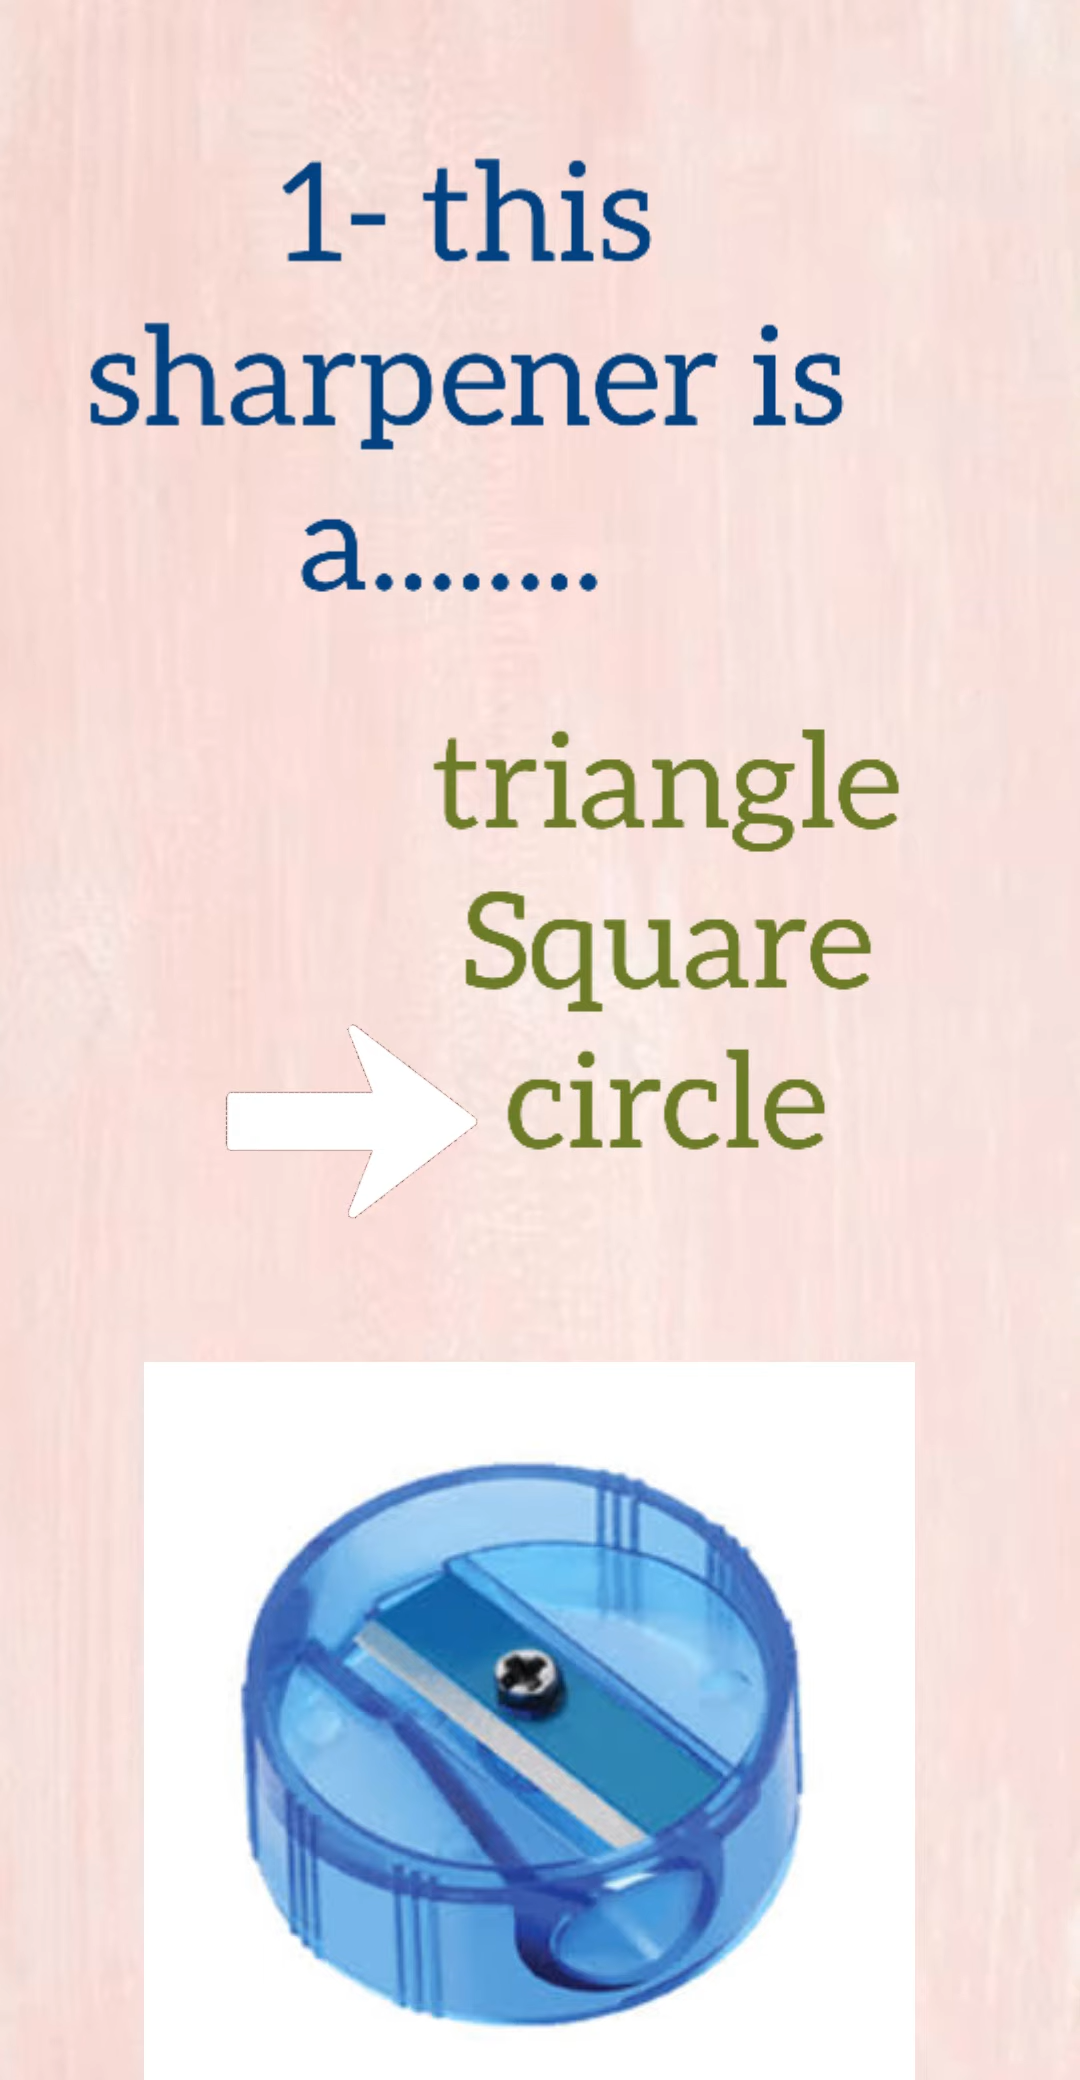 1- this
sharpener is
a........
triangle
Square
circle